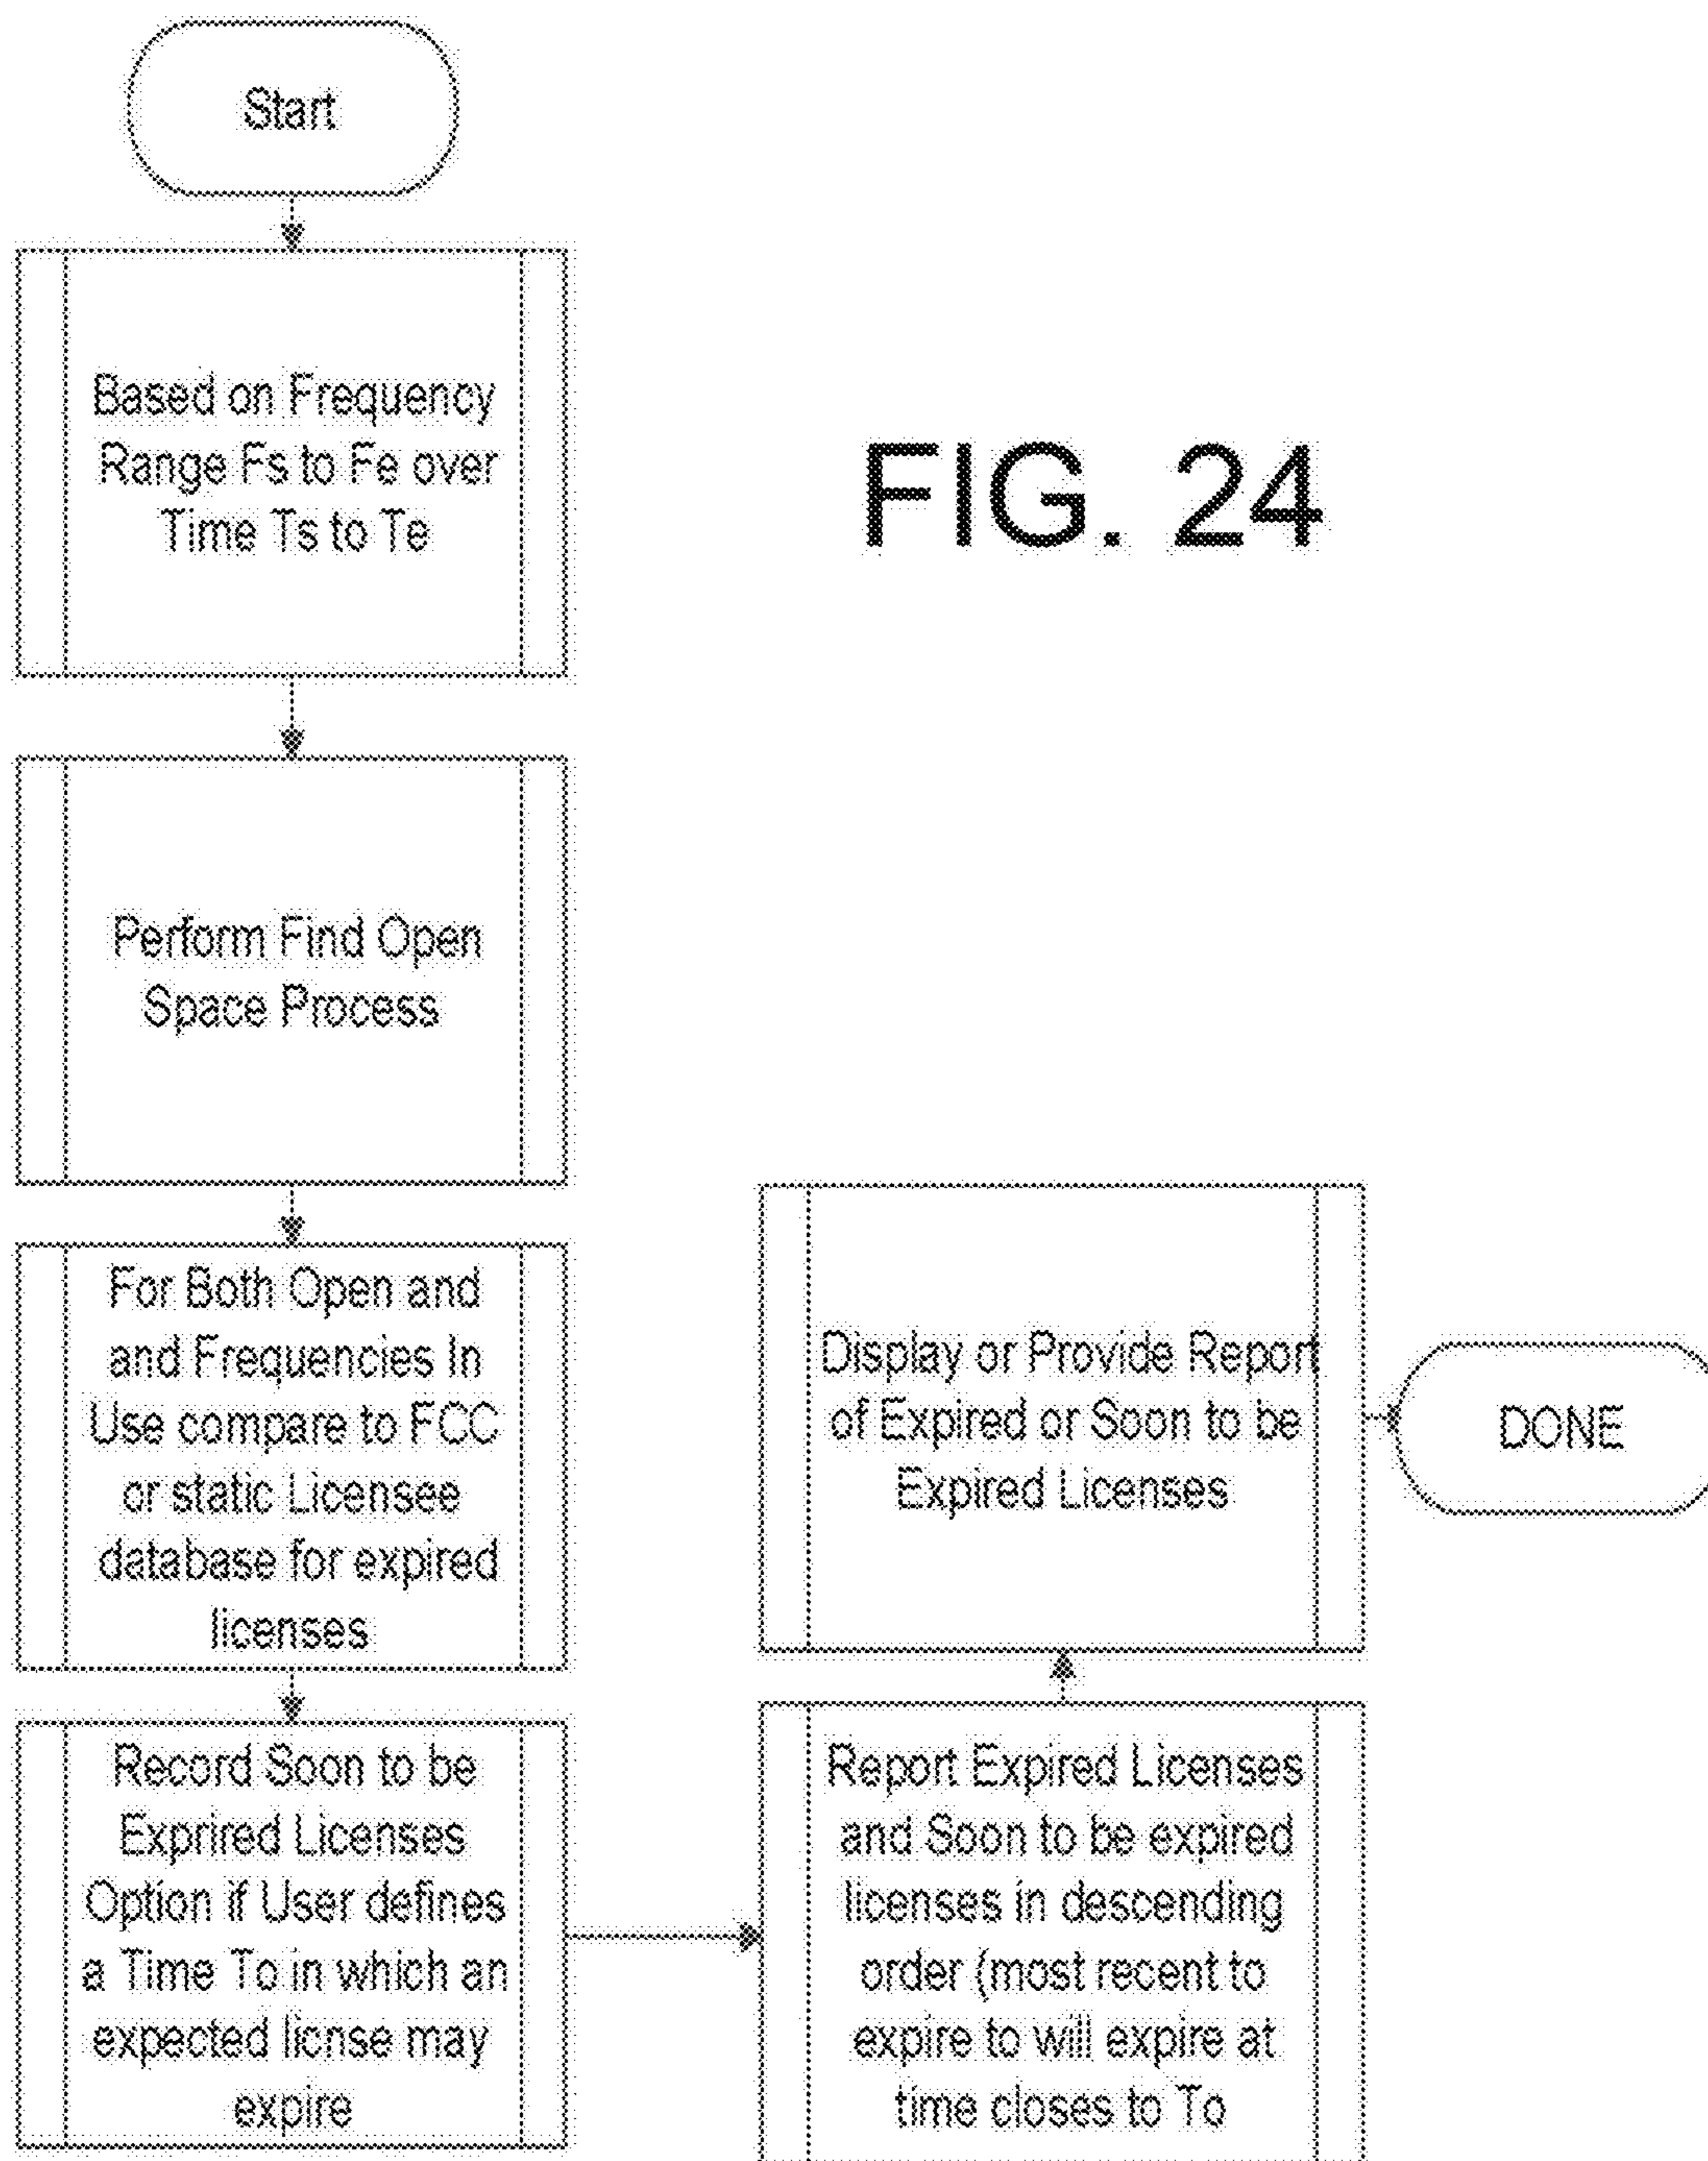 Start
Based on Frequency
Range Fs to Fe over
Time Ts to Te
FIG. 24
Perform Find Open
Space Process
For Both Open and
and Frequencies In
Use compare to FCC
or static Licensee
database for expired
licenses
Record Soon to be
Exprired Licenses
Option if User defines
a Time To in which an
expected licnse may
expire
Report Expired Licenses
and Soon to be expired
licenses in descending
order (most recent to
expire to will expire at
time closes to To
Display or Provide Report
of Expired or Soon to be
Expired Licenses
DONE